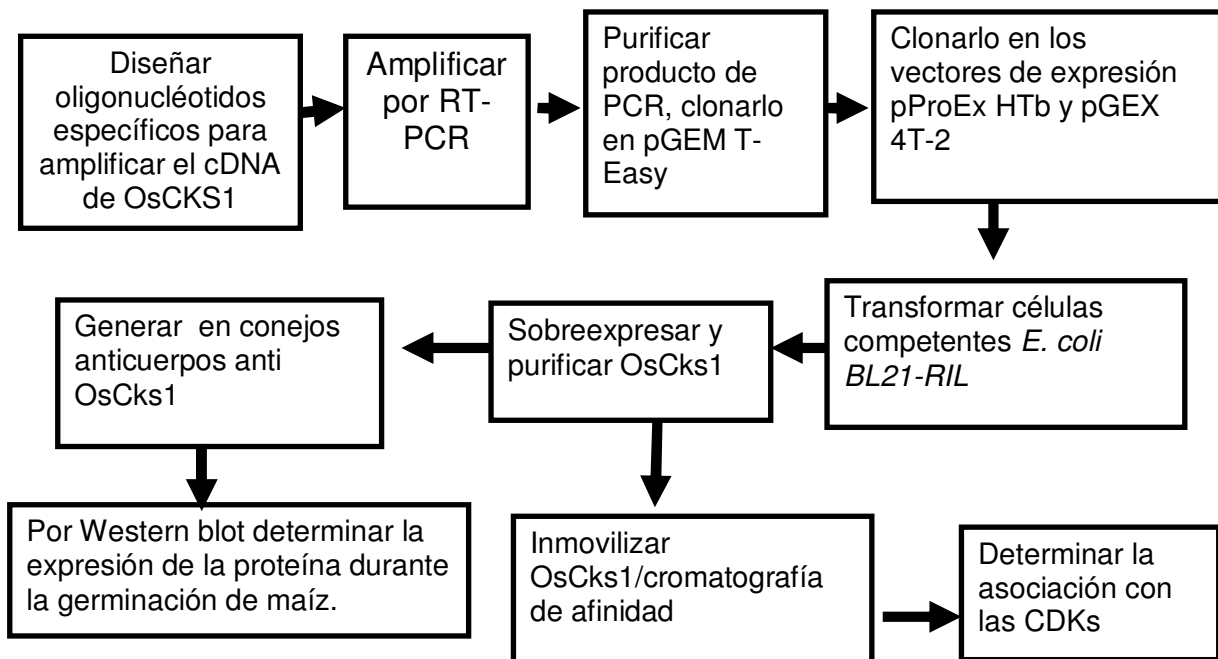 Diseñar
oligonucléotidos
específicos para
amplificar el cDNA
de OsCKS1
Amplificar
por RT-
PCR
Purificar
producto de
PCR, clonarlo
en pGEM T-
Easy
Clonarlo en los
vectores de expresión
pProEx HTb y pGEX
4T-2
Transformar células
competentes E. coli
BL21-RIL
Sobreexpresar y
purificar OsCks1
Generar en conejos
anticuerpos anti
OsCks1
Por Western blot determinar la
expresión de la proteína durante
la germinación de maíz.
Inmovilizar
OsCks1/cromatografía
de afinidad
Determinar la
asociación con
las CDKs